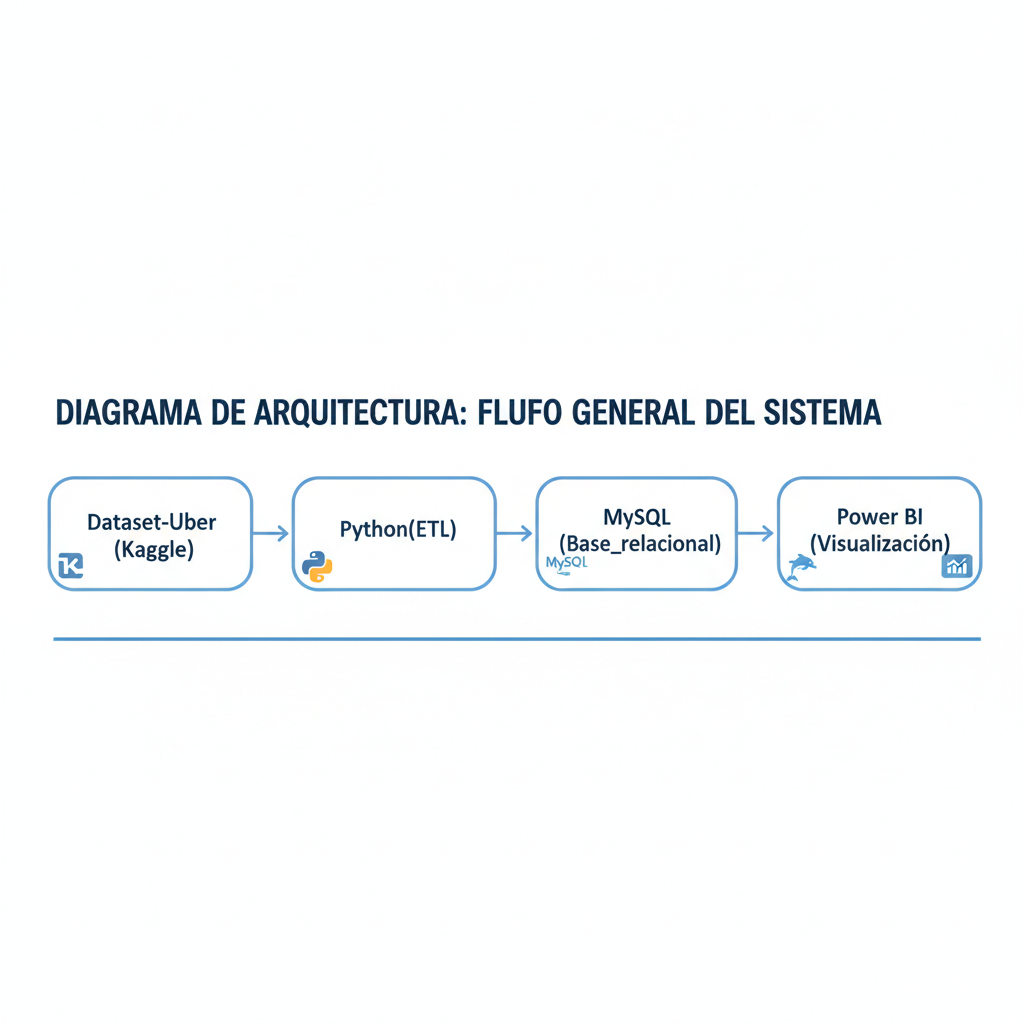 DIAGRAMA DE ARQUITECTURA: FLUFO GENERAL DEL SISTEMA
Dataset-Uber
(Kaggle)
K
Python(ETL)
MySQL
(Base_relacional)
MySQL
Power BI
(Visualización)